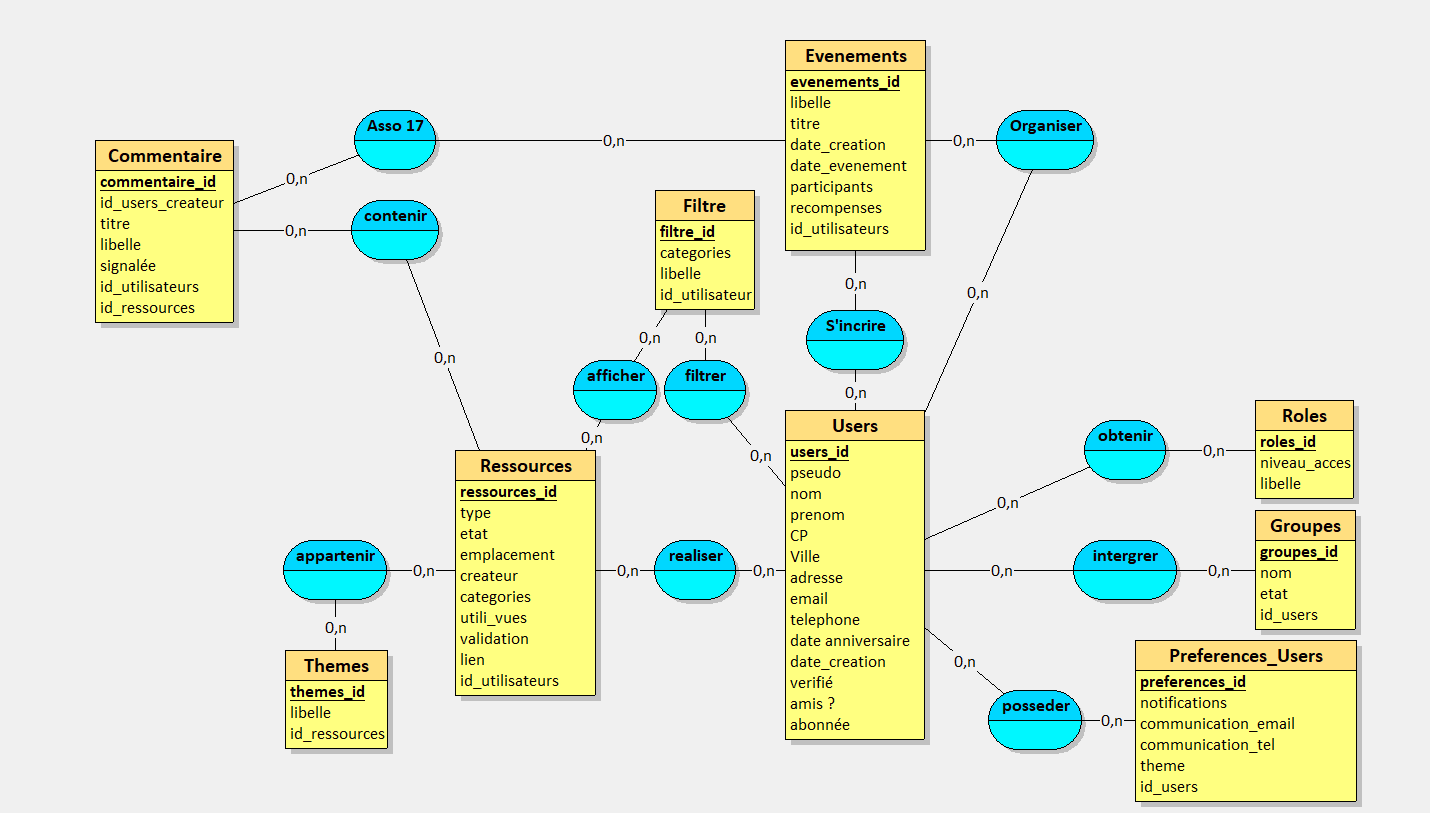 Evenements
evenements_id
libelle
titre
date_creation
date_evenement
participants
recompenses
id_utilisateurs
Asso 17
0,n
0,n
Organiser
0,n
0,n
Commentaire
commentaire_id
id_users_createur
titre
libelle
signalée
id_utilisateurs
id_ressources
0,n
contenir
0,n
0,n
Filtre
filtre_id
categories
libelle
id_utilisateur
0,n
0,n
afficher
filtrer
0,n
0,n
0,n
S'incrire
0,n
Users
users_id
pseudo
nom
prenom
CP
Ville
adresse
email
telephone
date anniversaire
date_creation
verifié
amis ?
abonnée
obtenir
0,n
0,n
Roles
roles_id
niveau_acces
libelle
Ressources
ressources_id
type
etat
emplacement
createur
categories
utili_vues
validation
lien
id_utilisateurs
appartenir
0,n
0,n
realiser
0,n
0,n
0,n
intergrer
0,n
Groupes
groupes_id
nom
etat
id_users
Themes
themes_id
libelle
id_ressources
0,n
posseder
0,n
Preferences_Users
preferences_id
notifications
communication_email
communication_tel
theme
id_users